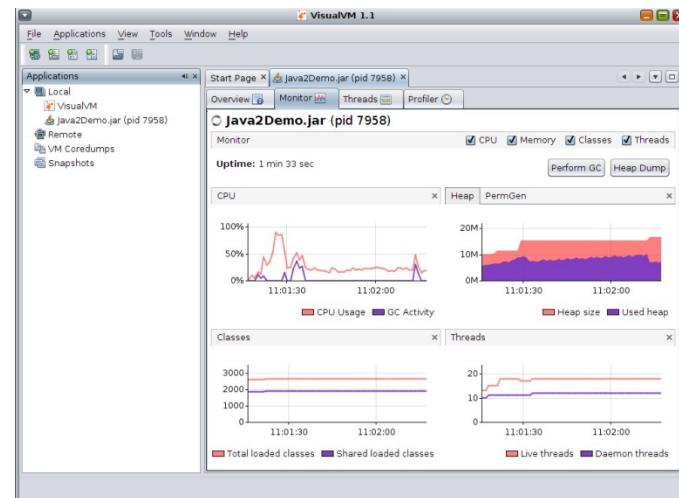 VisualVM 1.1
File Applications View Tools Window Help
Applications
Start Page Java2Demo.jar (pid 7958)
Local
VisualVM
Java2Demo.jar (pid 7958)
Remote
VM Coredumps
Snapshots
Overview Monitor Threads Profiler
Java2Demo.jar (pid 7958)
Monitor CPU Memory Classes Threads
Uptime: 1 min 33 sec
Perform GC Heap Dump
CPU
100%
50%
0%
11:01:30 11:02:00
CPU Usage GC Activity
Heap PermGen
20M
10M
0M
11:01:30 11:02:00
Heap size Used heap
Classes
3000
2000
1000
0
11:01:30 11:02:00
Total loaded classes Shared loaded classes
Threads
20
10
0
11:01:30 11:02:00
Live threads Daemon threads